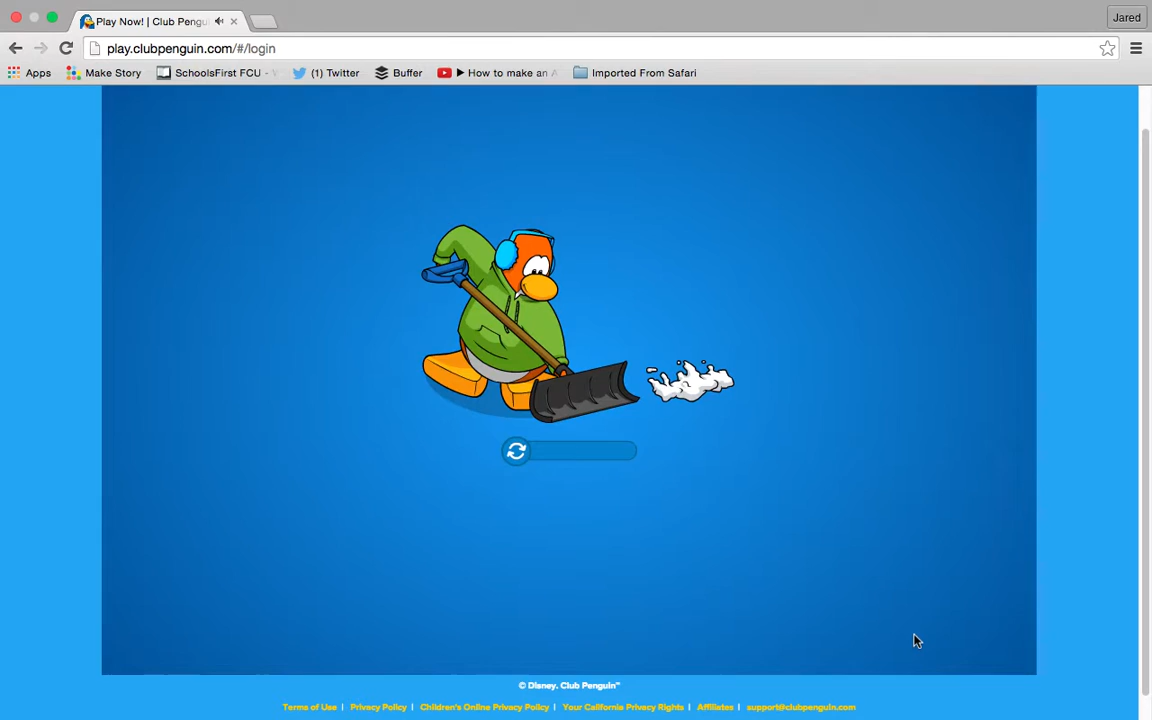 Play Now! | Club Pengui
Jared
play.clubpenguin.com/#/login
Apps Make Story SchoolsFirst FCU - (1) Twitter Buffer ▶ How to make an Imported From Safari
© Disney. Club Penguin™
Terms of Use | Privacy Policy | Children's Online Privacy Policy | Your California Privacy Rights | Affiliates | support@clubpenguin.com